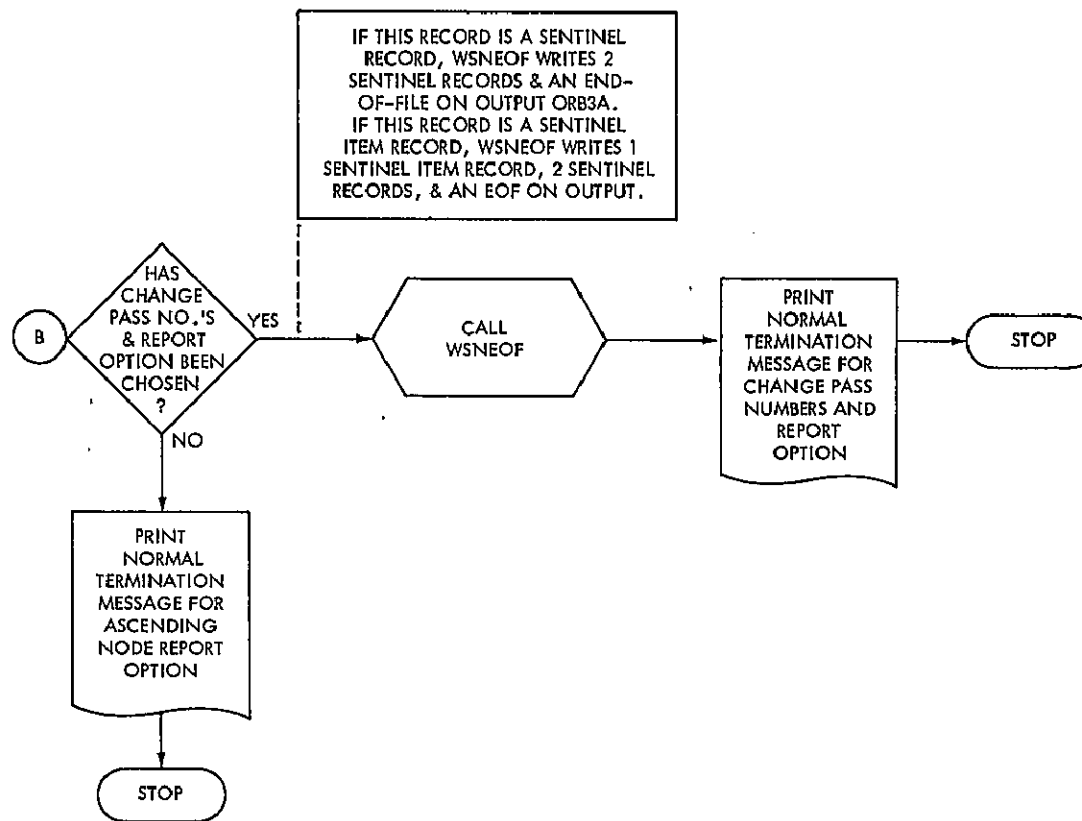 IF THIS RECORD IS A SENTINEL
RECORD, WSNEOF WRITES 2
SENTINEL RECORDS & AN END-
OF-FILE ON OUTPUT ORB3A.
IF THIS RECORD IS A SENTINEL
ITEM RECORD, WSNEOF WRITES 1
SENTINEL ITEM RECORD, 2 SENTINEL
RECORDS, & AN EOF ON OUTPUT.
B
HAS
CHANGE
PASS NO.'S
& REPORT
OPTION BEEN
CHOSEN
?
YES
CALL
WSNEOF
PRINT
NORMAL
TERMINATION
MESSAGE FOR
CHANGE PASS
NUMBERS AND
REPORT
OPTION
STOP
NO
PRINT
NORMAL
TERMINATION
MESSAGE FOR
ASCENDING
NODE REPORT
OPTION
STOP